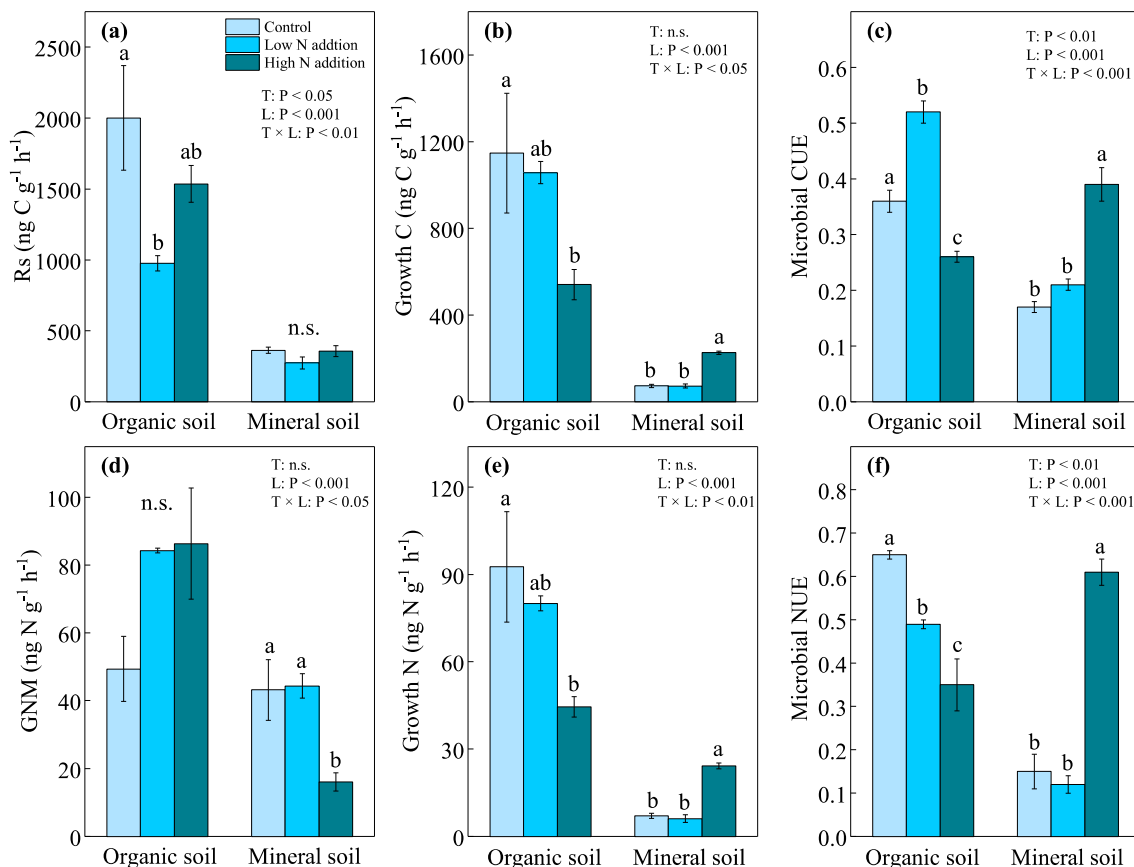 (a)
Control
Low N addtion
High N addition
T: P < 0.05
L: P < 0.001
T × L: P < 0.01
a
b
ab
n.s.
2500
2000
1500
1000
500
0
Rs (ng C g⁻¹ h⁻¹)
Organic soil
Mineral soil
(b)
T: n.s.
L: P < 0.001
T × L: P < 0.05
a
ab
b
b
b
a
1600
1200
800
400
0
Growth C (ng C g⁻¹ h⁻¹)
Organic soil
Mineral soil
(c)
T: P < 0.01
L: P < 0.001
T × L: P < 0.001
a
b
c
b
b
a
0.6
0.5
0.4
0.3
0.2
0.1
0.0
Microbial CUE
Organic soil
Mineral soil
(d)
T: n.s.
L: P < 0.001
T × L: P < 0.05
n.s.
a
a
b
100
80
60
40
20
0
GNM (ng N g⁻¹ h⁻¹)
Organic soil
Mineral soil
(e)
T: n.s.
L: P < 0.001
T × L: P < 0.01
a
ab
b
b
b
a
120
90
60
30
0
Growth N (ng N g⁻¹ h⁻¹)
Organic soil
Mineral soil
(f)
T: P < 0.01
L: P < 0.001
T × L: P < 0.001
a
b
c
b
b
a
0.8
0.7
0.6
0.5
0.4
0.3
0.2
0.1
0.0
Microbial NUE
Organic soil
Mineral soil